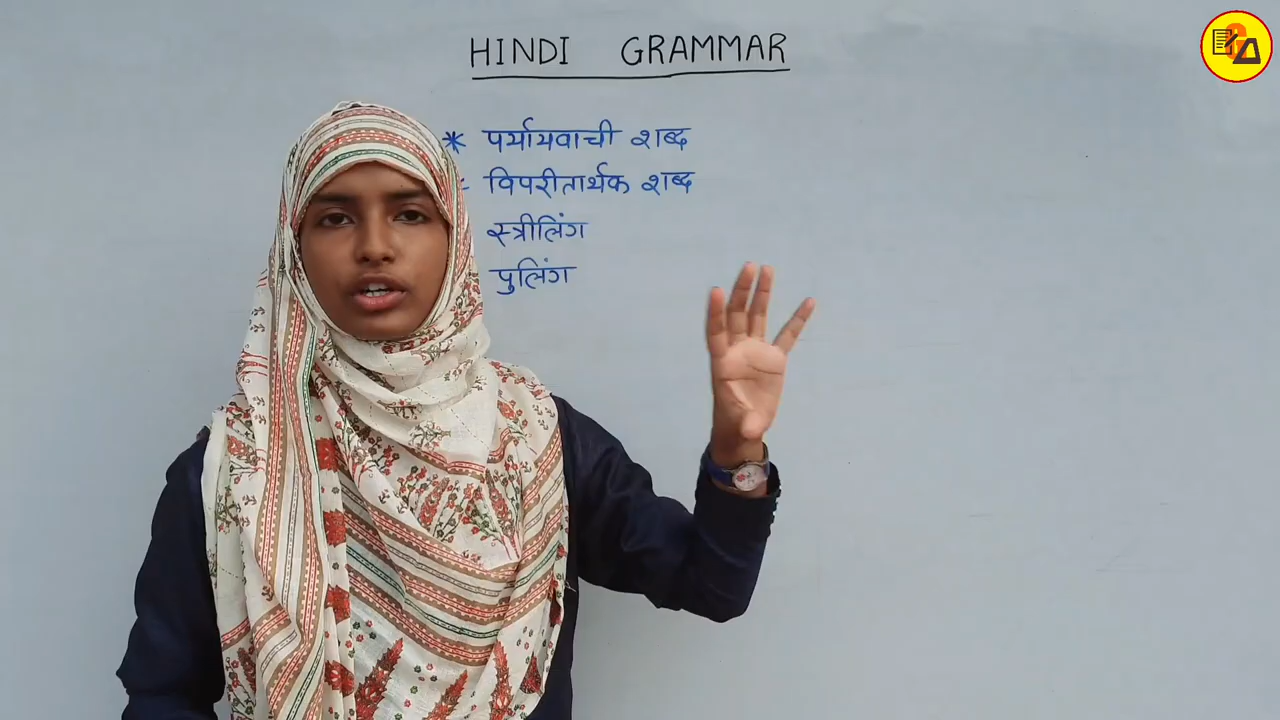 HINDI GRAMMAR
* पर्यायवाची शब्द
* विपरीतार्थक शब्द
स्त्रीलिंग
पुलिंग